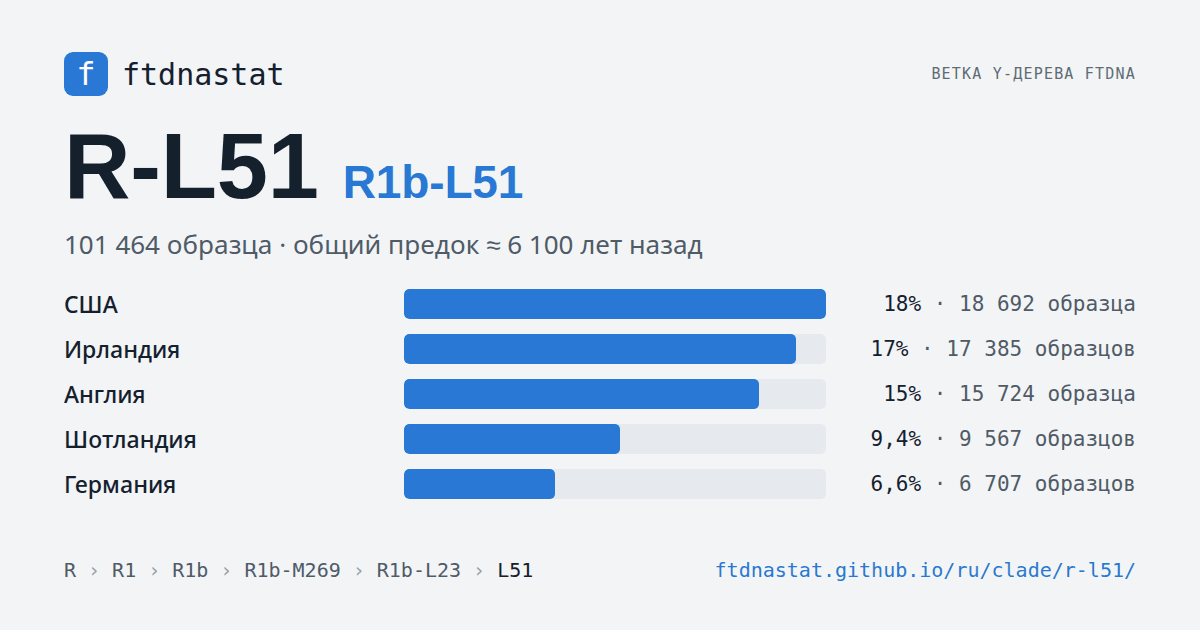 f ftdnastat
ВЕТКА Y-ДЕРЕВА FTDNA
R-L51 R1b-L51
101 464 образца · общий предок ≈ 6 100 лет назад
США 18% · 18 692 образца
Ирландия 17% · 17 385 образцов
Англия 15% · 15 724 образца
Шотландия 9,4% · 9 567 образцов
Германия 6,6% · 6 707 образцов
R › R1 › R1b › R1b-M269 › R1b-L23 › L51
ftdnastat.github.io/ru/clade/r-l51/